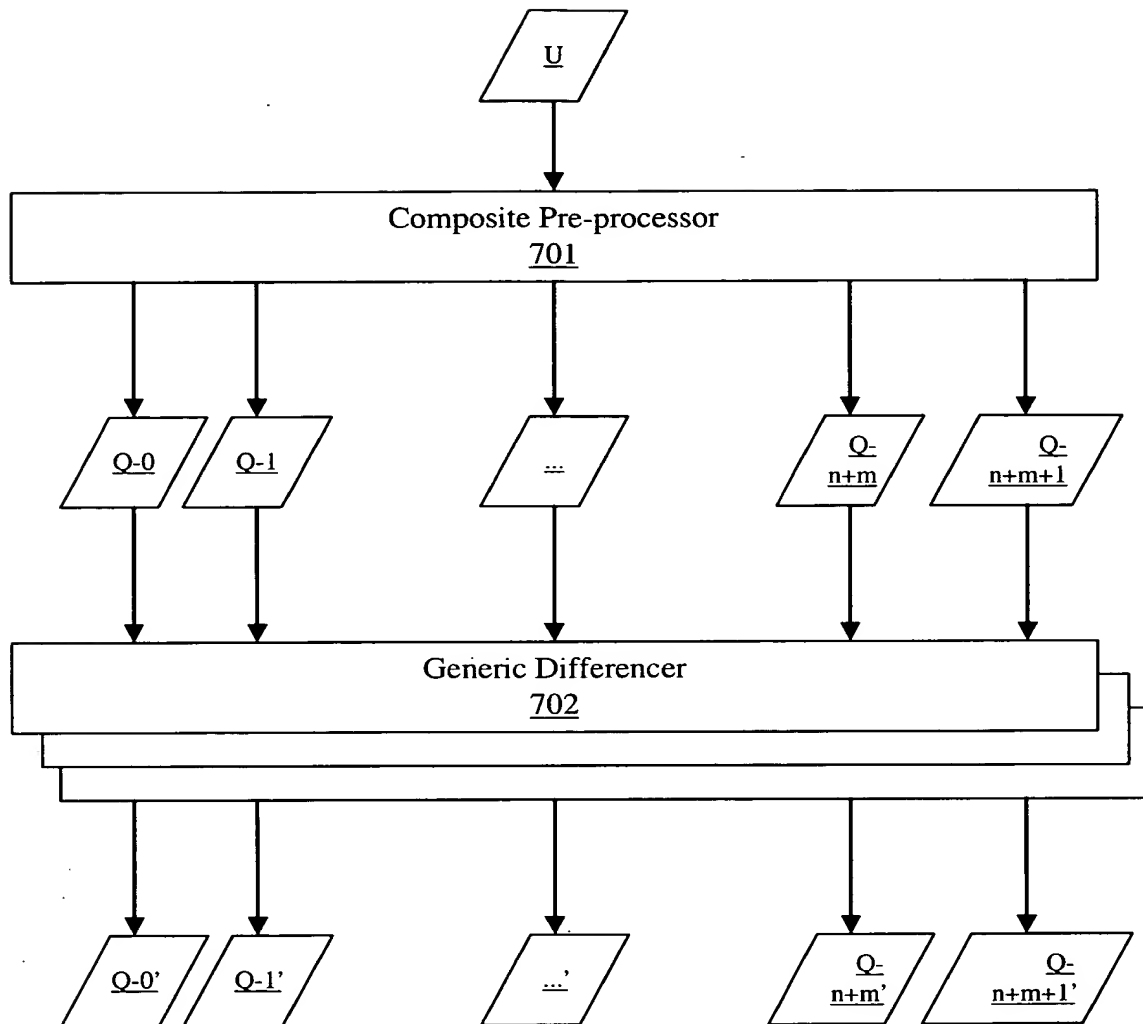 U
Composite Pre-processor
701
Q-0 Q-1 ... Q-
n+m Q-
n+m+1
Generic Differencer
702
Q-0' Q-1' ...' Q-
n+m' Q-
n+m+1'